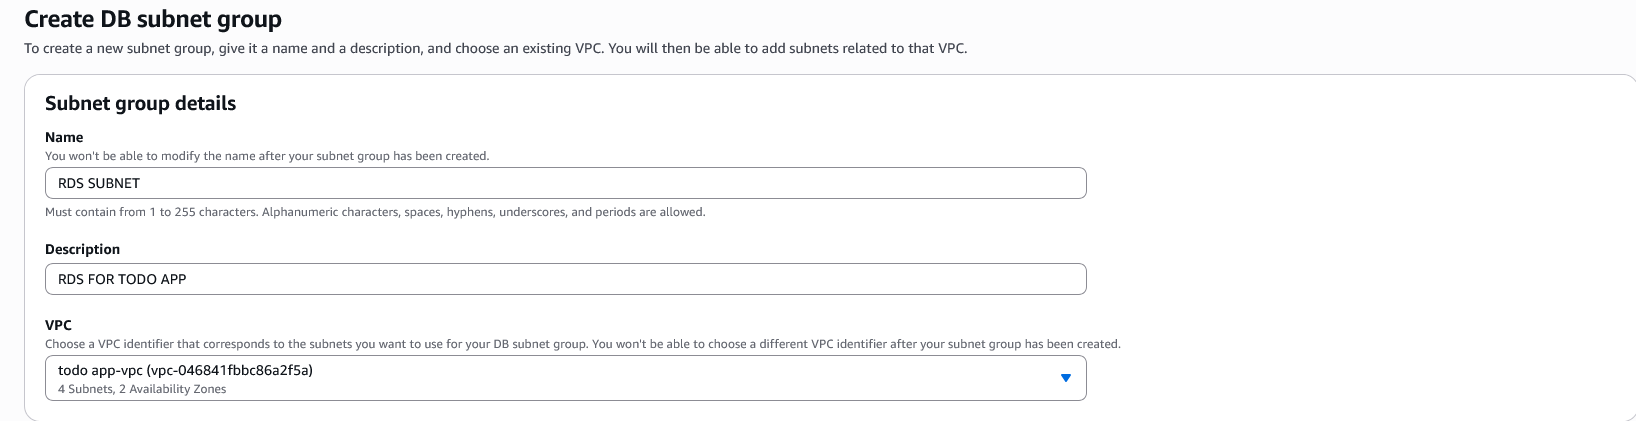 Create DB subnet group
To create a new subnet group, give it a name and a description, and choose an existing VPC. You will then be able to add subnets related to that VPC.
Subnet group details
Name
You won't be able to modify the name after your subnet group has been created.
RDS SUBNET
Must contain from 1 to 255 characters. Alphanumeric characters, spaces, hyphens, underscores, and periods are allowed.
Description
RDS FOR TODO APP
VPC
Choose a VPC identifier that corresponds to the subnets you want to use for your DB subnet group. You won't be able to choose a different VPC identifier after your subnet group has been created.
todo app-vpc (vpc-046841fbbc86a2f5a)
4 Subnets, 2 Availability Zones